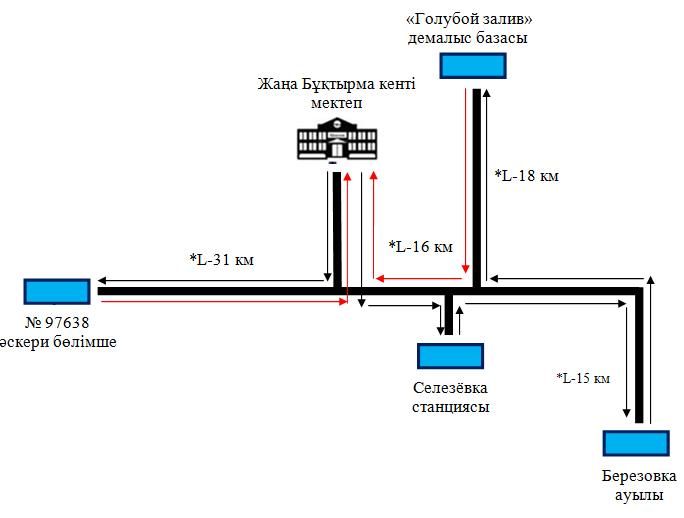 «Голубой залив»
демалыс базасы
Жаңа Бұқтырма кенті
мектеп
*L-18 км
*L-16 км
*L-31 км
№ 97638
әскери бөлімше
Селезёвка
станциясы
*L-15 км
Березовка
ауылы